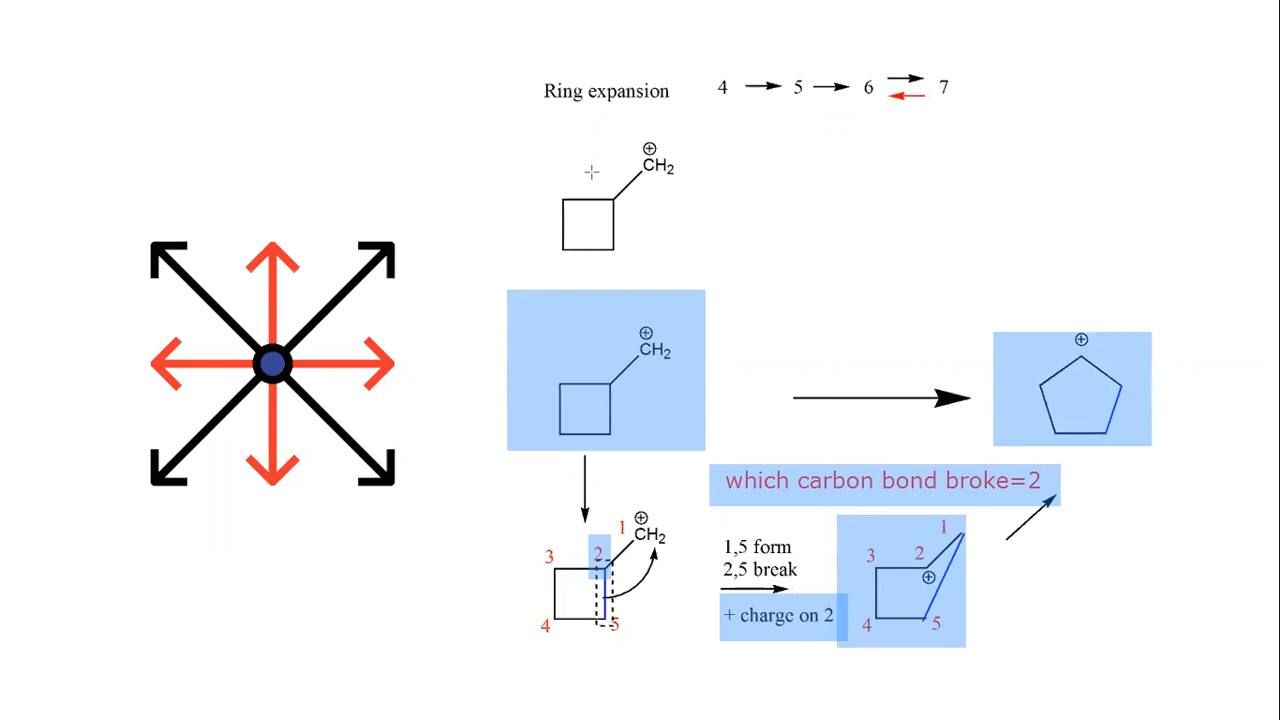 Ring expansion 4 → 5 → 6 ⇄ 7
⊕
CH₂
⊕
CH₂
⊕
which carbon bond broke=2
1 ⊕
CH₂
3 2
4 5
1,5 form
2,5 break
+ charge on 2
1
3 2
⊕
4 5